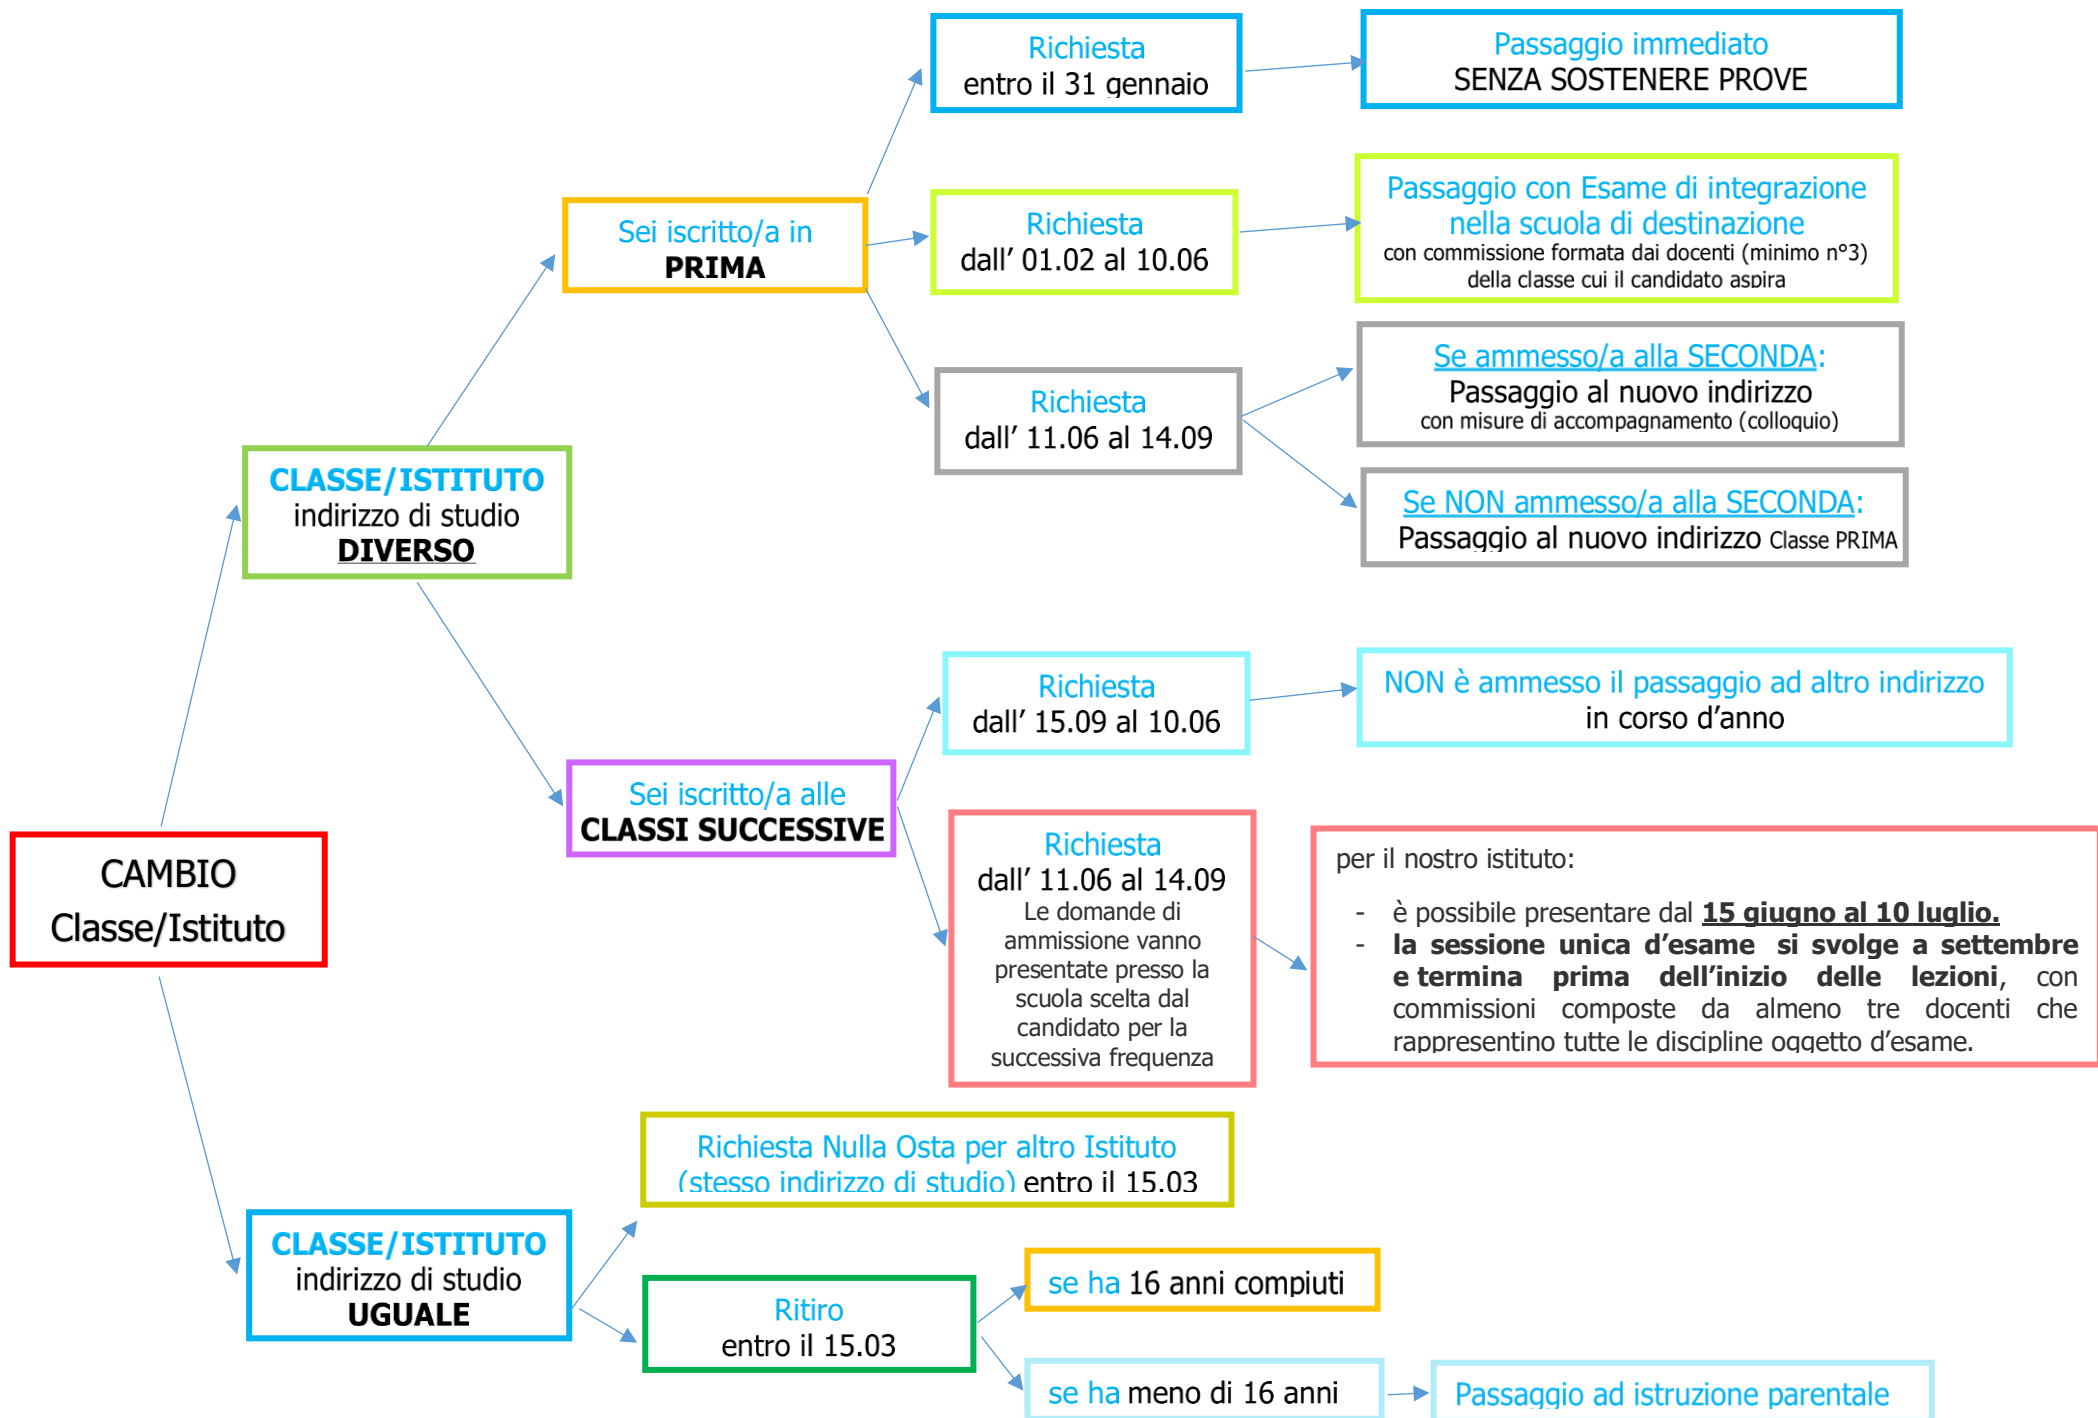 CAMBIO
Classe/Istituto
CLASSE/ISTITUTO
indirizzo di studio
DIVERSO
Sei iscritto/a in
PRIMA
Richiesta
entro il 31 gennaio
Passaggio immediato
SENZA SOSTENERE PROVE
Richiesta
dall’ 01.02 al 10.06
Passaggio con Esame di integrazione
nella scuola di destinazione
con commissione formata dai docenti (minimo n°3)
della classe cui il candidato aspira
Richiesta
dall’ 11.06 al 14.09
Se ammesso/a alla SECONDA:
Passaggio al nuovo indirizzo
con misure di accompagnamento (colloquio)
Se NON ammesso/a alla SECONDA:
Passaggio al nuovo indirizzo Classe PRIMA
Sei iscritto/a alle
CLASSI SUCCESSIVE
Richiesta
dall’ 15.09 al 10.06
NON è ammesso il passaggio ad altro indirizzo
in corso d’anno
Richiesta
dall’ 11.06 al 14.09
Le domande di
ammissione vanno
presentate presso la
scuola scelta dal
candidato per la
successiva frequenza
per il nostro istituto:
- è possibile presentare dal 15 giugno al 10 luglio.
- la sessione unica d’esame si svolge a settembre
e termina prima dell’inizio delle lezioni, con
commissioni composte da almeno tre docenti che
rappresentino tutte le discipline oggetto d’esame.
CLASSE/ISTITUTO
indirizzo di studio
UGUALE
Richiesta Nulla Osta per altro Istituto
(stesso indirizzo di studio) entro il 15.03
Ritiro
entro il 15.03
se ha 16 anni compiuti
se ha meno di 16 anni
Passaggio ad istruzione parentale